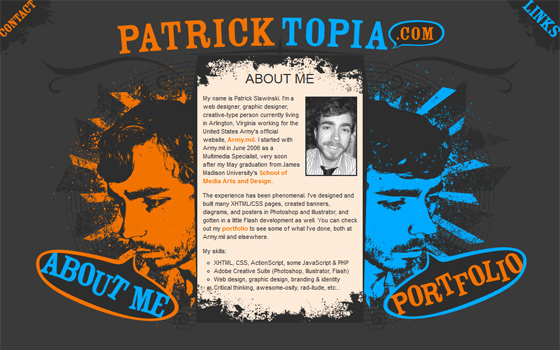 CONTACT
LINKS
PATRICKTOPIA.COM
ABOUT ME
My name is Patrick Slawinski. I'm a
web designer, graphic designer,
creative-type person currently living
in Arlington, Virginia working for the
United States Army's official
website, Army.mil. I started with
Army.mil in June 2006 as a
Multimedia Specialist, very soon
after my May graduation from James
Madison University's School of
Media Arts and Design.
The experience has been phenomenal. I've designed and
built many XHTML/CSS pages, created banners,
diagrams, and posters in Photoshop and Illustrator, and
gotten in a little Flash development as well. You can check
out my portfolio to see some of what I've done, both at
Army.mil and elsewhere.
My skills:
XHTML, CSS, ActionScript, some JavaScript & PHP
Adobe Creative Suite (Photoshop, Illustrator, Flash)
Web design, graphic design, branding & identity
Critical thinking, awesome-osity, rad-itude, etc...
ABOUT ME
PORTFOLIO